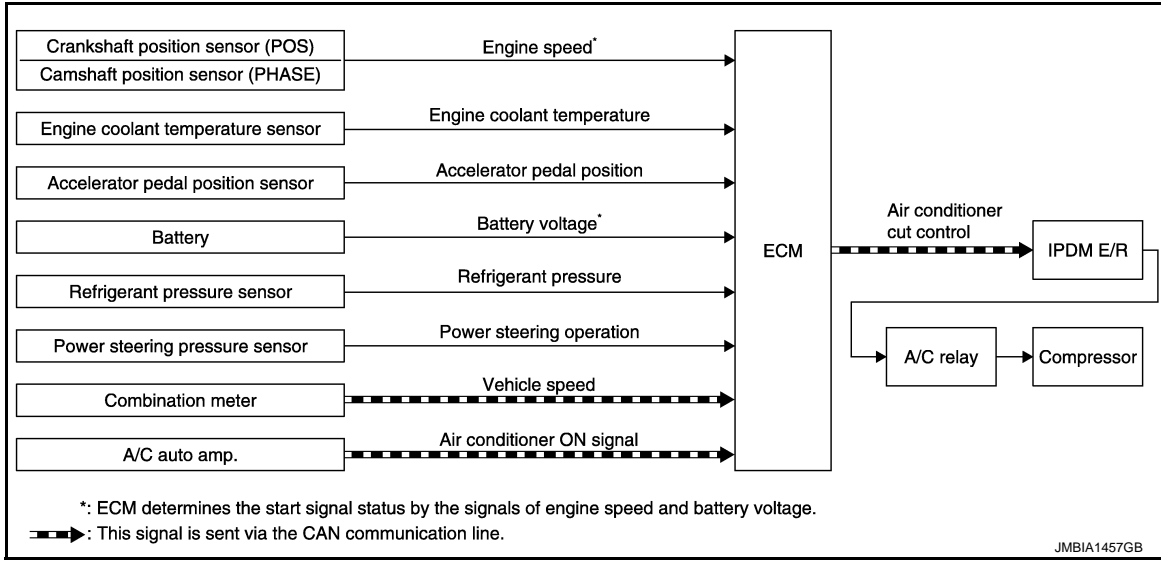 Crankshaft position sensor (POS)
Camshaft position sensor (PHASE)
Engine speed*
Engine coolant temperature sensor
Engine coolant temperature
Accelerator pedal position sensor
Accelerator pedal position
Battery
Battery voltage*
Refrigerant pressure sensor
Refrigerant pressure
Power steering pressure sensor
Power steering operation
Combination meter
Vehicle speed
A/C auto amp.
Air conditioner ON signal
ECM
Air conditioner
cut control
IPDM E/R
A/C relay
Compressor
*: ECM determines the start signal status by the signals of engine speed and battery voltage.
: This signal is sent via the CAN communication line.
JMBIA1457GB